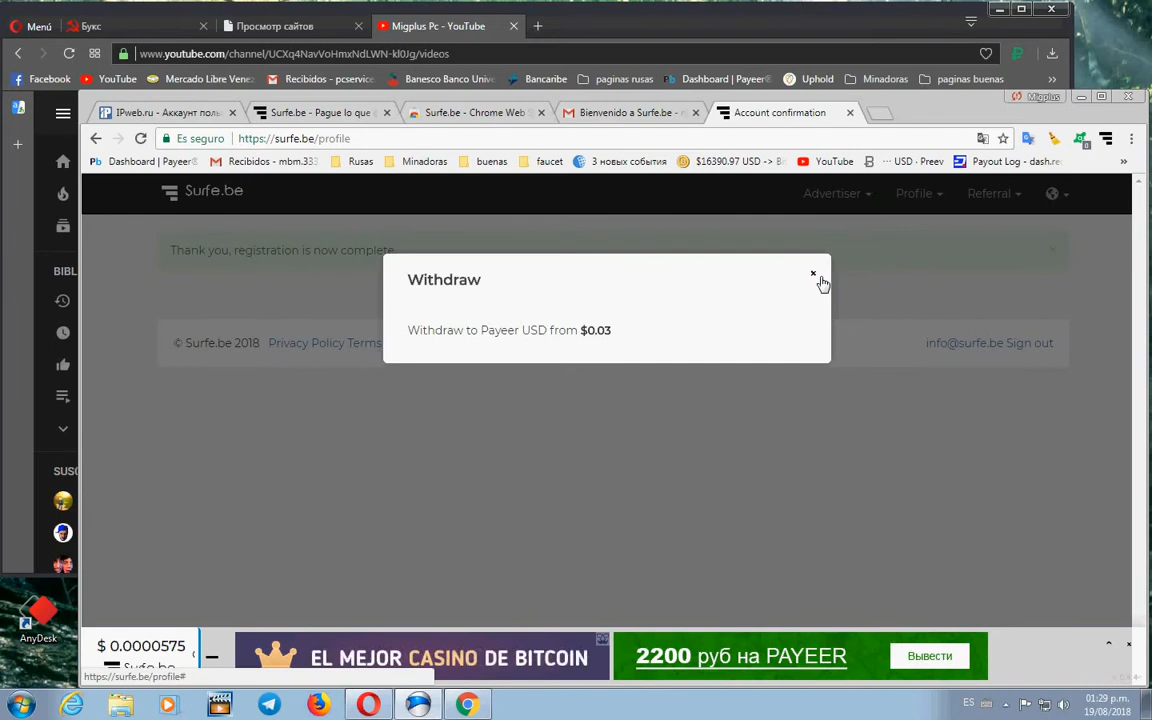 Menú
Букс
Просмотр сайтов
Migplus Pc - YouTube
www.youtube.com/channel/UCXq4NavVoHmxNdLWN-kl0Jg/videos
Facebook
YouTube
Mercado Libre Venez
Recibidos - pcservice
Banesco Banco Unive
Bancaribe
paginas rusas
Dashboard | Payeer®
Uphold
Minadoras
paginas buenas
»
Migplus
IPweb.ru - Аккаунт поль
Surfe.be - Pague lo que
Surfe.be - Chrome Web S
Bienvenido a Surfe.be - r
Account confirmation
Es seguro
https://surfe.be/profile
Dashboard | Payeer®
Recibidos - mbm.333
Rusas
Minadoras
buenas
faucet
3 новых события
$16390.97 USD -> Bi
YouTube
USD · Preev
Payout Log - dash.re
»
Surfe.be
Advertiser
Profile
Referral
Thank you, registration is now complete.
BIBL
Withdraw
Withdraw to Payeer USD from $0.03
© Surfe.be 2018
Privacy Policy Terms
info@surfe.be Sign out
SUSC
AnyDesk
$ 0.0000575
Surfe.be
EL MEJOR CASINO DE BITCOIN
2200 руб на PAYEER
Вывести
https://surfe.be/profile#
ES
01:29 p.m.
19/08/2018